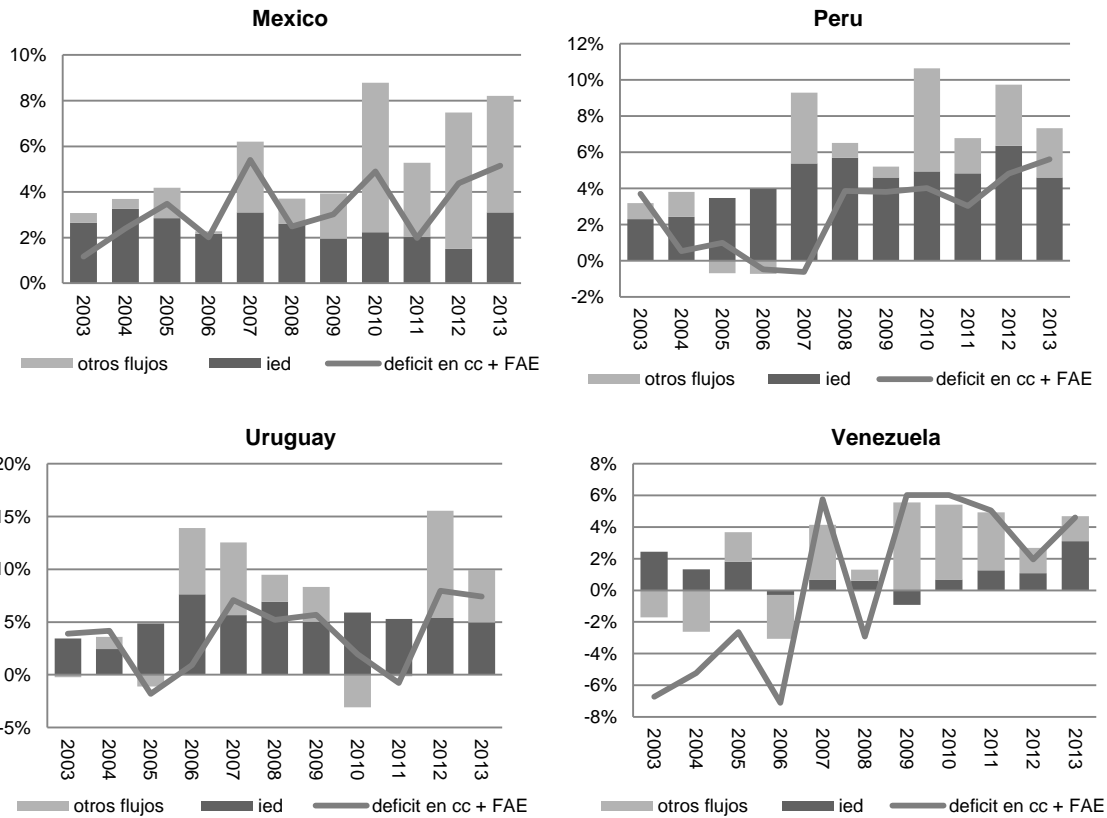 Mexico
10%
8%
6%
4%
2%
0%
2003 2004 2005 2006 2007 2008 2009 2010 2011 2012 2013
otros flujos ied deficit en cc + FAE
Peru
12%
10%
8%
6%
4%
2%
0%
-2%
2003 2004 2005 2006 2007 2008 2009 2010 2011 2012 2013
otros flujos ied deficit en cc + FAE
Uruguay
20%
15%
10%
5%
0%
-5%
2003 2004 2005 2006 2007 2008 2009 2010 2011 2012 2013
otros flujos ied deficit en cc + FAE
Venezuela
8%
6%
4%
2%
0%
-2%
-4%
-6%
-8%
2003 2004 2005 2006 2007 2008 2009 2010 2011 2012 2013
otros flujos ied deficit en cc + FAE